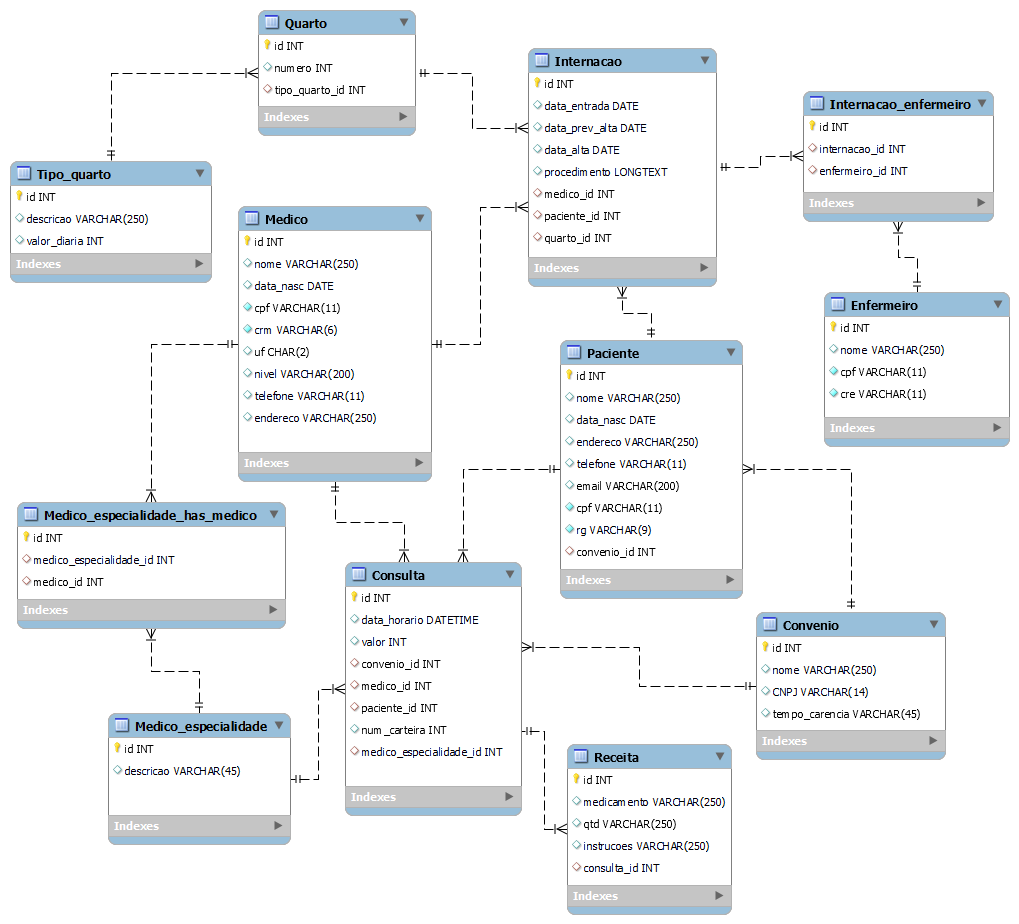 Quarto
id INT
numero INT
tipo_quarto_id INT
Indexes
Internacao
id INT
data_entrada DATE
data_prev_alta DATE
data_alta DATE
procedimento LONGTEXT
medico_id INT
paciente_id INT
quarto_id INT
Indexes
Internacao_enfermeiro
id INT
internacao_id INT
enfermeiro_id INT
Indexes
Tipo_quarto
id INT
descricao VARCHAR(250)
valor_diaria INT
Indexes
Medico
id INT
nome VARCHAR(250)
data_nasc DATE
cpf VARCHAR(11)
crm VARCHAR(6)
uf CHAR(2)
nivel VARCHAR(200)
telefone VARCHAR(11)
endereco VARCHAR(250)
Indexes
Enfermeiro
id INT
nome VARCHAR(250)
cpf VARCHAR(11)
cre VARCHAR(11)
Indexes
Paciente
id INT
nome VARCHAR(250)
data_nasc DATE
endereco VARCHAR(250)
telefone VARCHAR(11)
email VARCHAR(200)
cpf VARCHAR(11)
rg VARCHAR(9)
convenio_id INT
Indexes
Medico_especialidade_has_medico
id INT
medico_especialidade_id INT
medico_id INT
Indexes
Consulta
id INT
data_horario DATETIME
valor INT
convenio_id INT
medico_id INT
paciente_id INT
num_carteira INT
medico_especialidade_id INT
Indexes
Convenio
id INT
nome VARCHAR(250)
CNPJ VARCHAR(14)
tempo_carencia VARCHAR(45)
Indexes
Medico_especialidade
id INT
descricao VARCHAR(45)
Indexes
Receita
id INT
medicamento VARCHAR(250)
qtd VARCHAR(250)
instrucoes VARCHAR(250)
consulta_id INT
Indexes